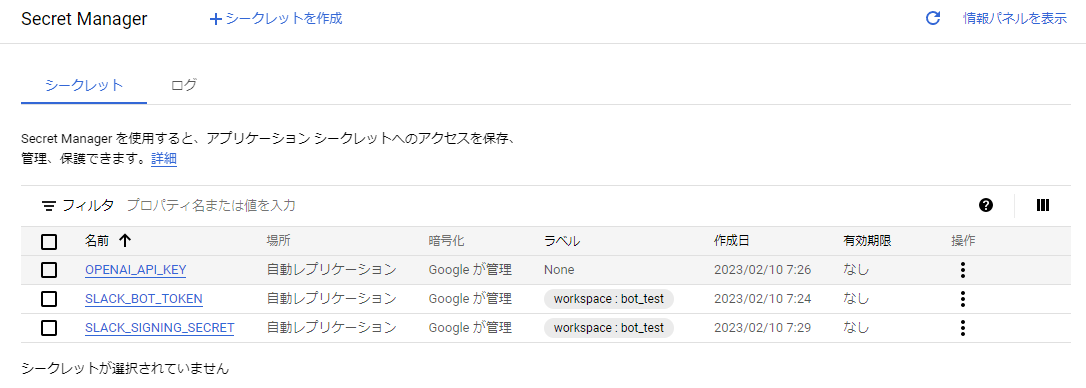 Secret Manager
+シークレットを作成
情報パネルを表示
シークレット
ログ
Secret Manager を使用すると、アプリケーション シークレットへのアクセスを保存、
管理、保護できます。詳細
フィルタ プロパティ名または値を入力
名前 場所 暗号化 ラベル 作成日 有効期限 操作
OPENAI_API_KEY 自動レプリケーション Google が管理 None 2023/02/10 7:26 なし
SLACK_BOT_TOKEN 自動レプリケーション Google が管理 workspace : bot_test 2023/02/10 7:24 なし
SLACK_SIGNING_SECRET 自動レプリケーション Google が管理 workspace : bot_test 2023/02/10 7:29 なし
シークレットが選択されていません